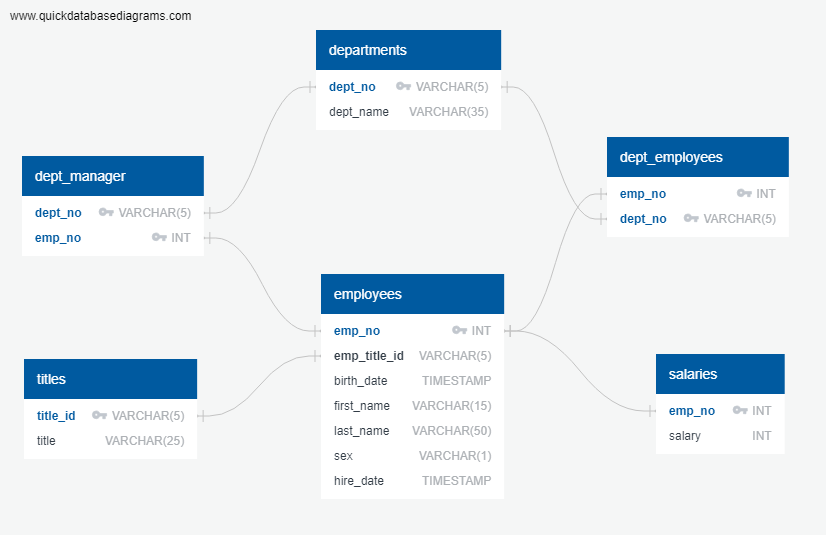 www.quickdatabasediagrams.com
departments
dept_no VARCHAR(5)
dept_name VARCHAR(35)
dept_manager
dept_no VARCHAR(5)
emp_no INT
dept_employees
emp_no INT
dept_no VARCHAR(5)
employees
emp_no INT
emp_title_id VARCHAR(5)
birth_date TIMESTAMP
first_name VARCHAR(15)
last_name VARCHAR(50)
sex VARCHAR(1)
hire_date TIMESTAMP
titles
title_id VARCHAR(5)
title VARCHAR(25)
salaries
emp_no INT
salary INT